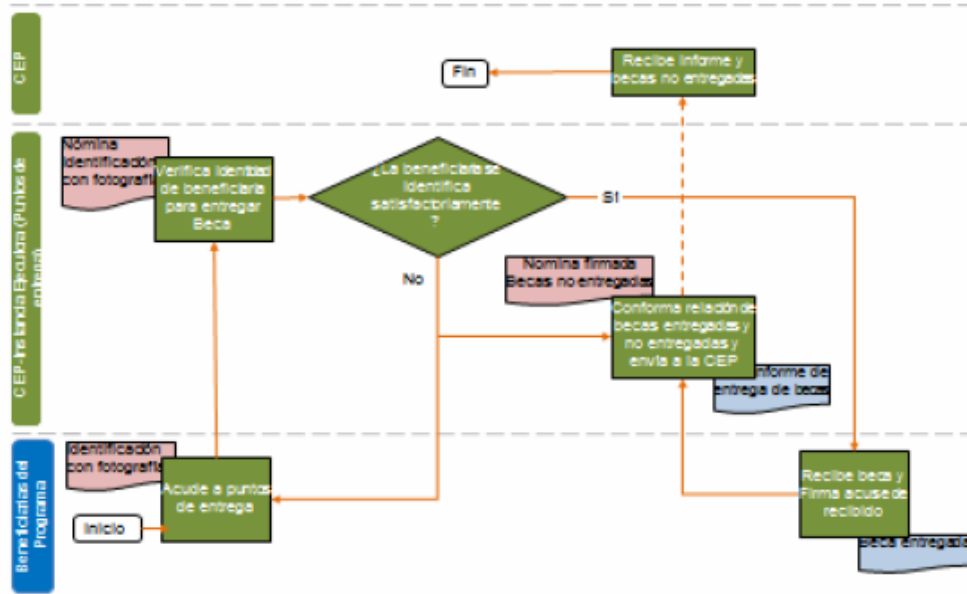 CEP
Fin
Recibe Informe y
becas no entregadas
CEP-Instancia Ejecutora (Puntos de
entrega)
Nómina
Identificación
con fotografía
Verifica Identidad
de beneficiaria
para entregar
Beca
¿La beneficiaria se
Identifica
satisfactoriamente
?
Sí
No
Nomina firmada
Becas no entregadas
Conforma relación de
becas entregadas y
no entregadas y
envía a la CEP
Informe de
entrega de becas
Beneficiarias del
Programa
Identificación
con fotografía
Acude a puntos
de entrega
Inicio
Recibe beca y
Firma acuse de
recibido
Beca entregada